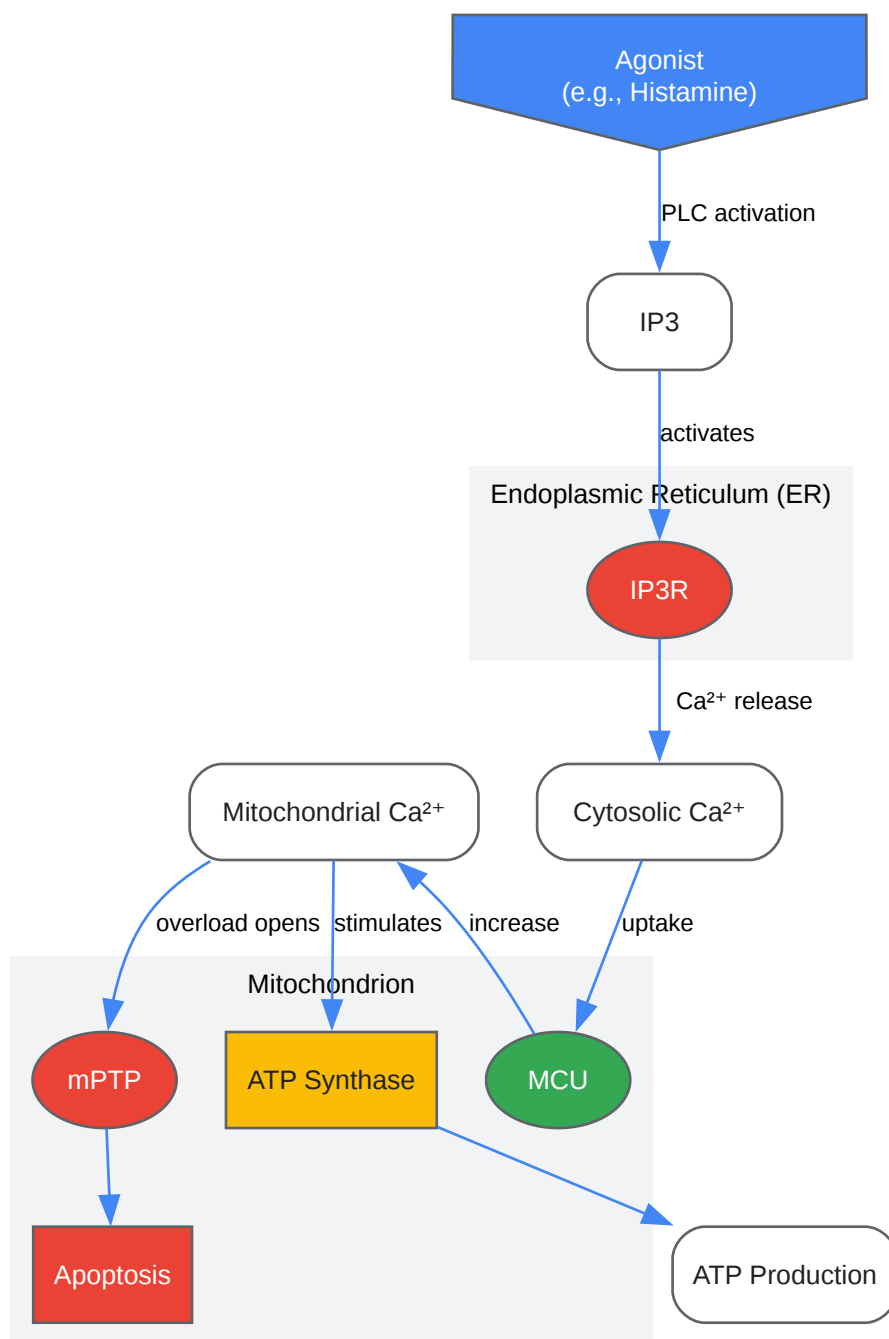 Agonist
(e.g., Histamine)
PLC activation
IP3
activates
Endoplasmic Reticulum (ER)
IP3R
Ca²⁺ release
Mitochondrial Ca²⁺
Cytosolic Ca²⁺
overload opens
stimulates
increase
uptake
Mitochondrion
mPTP
ATP Synthase
MCU
Apoptosis
ATP Production